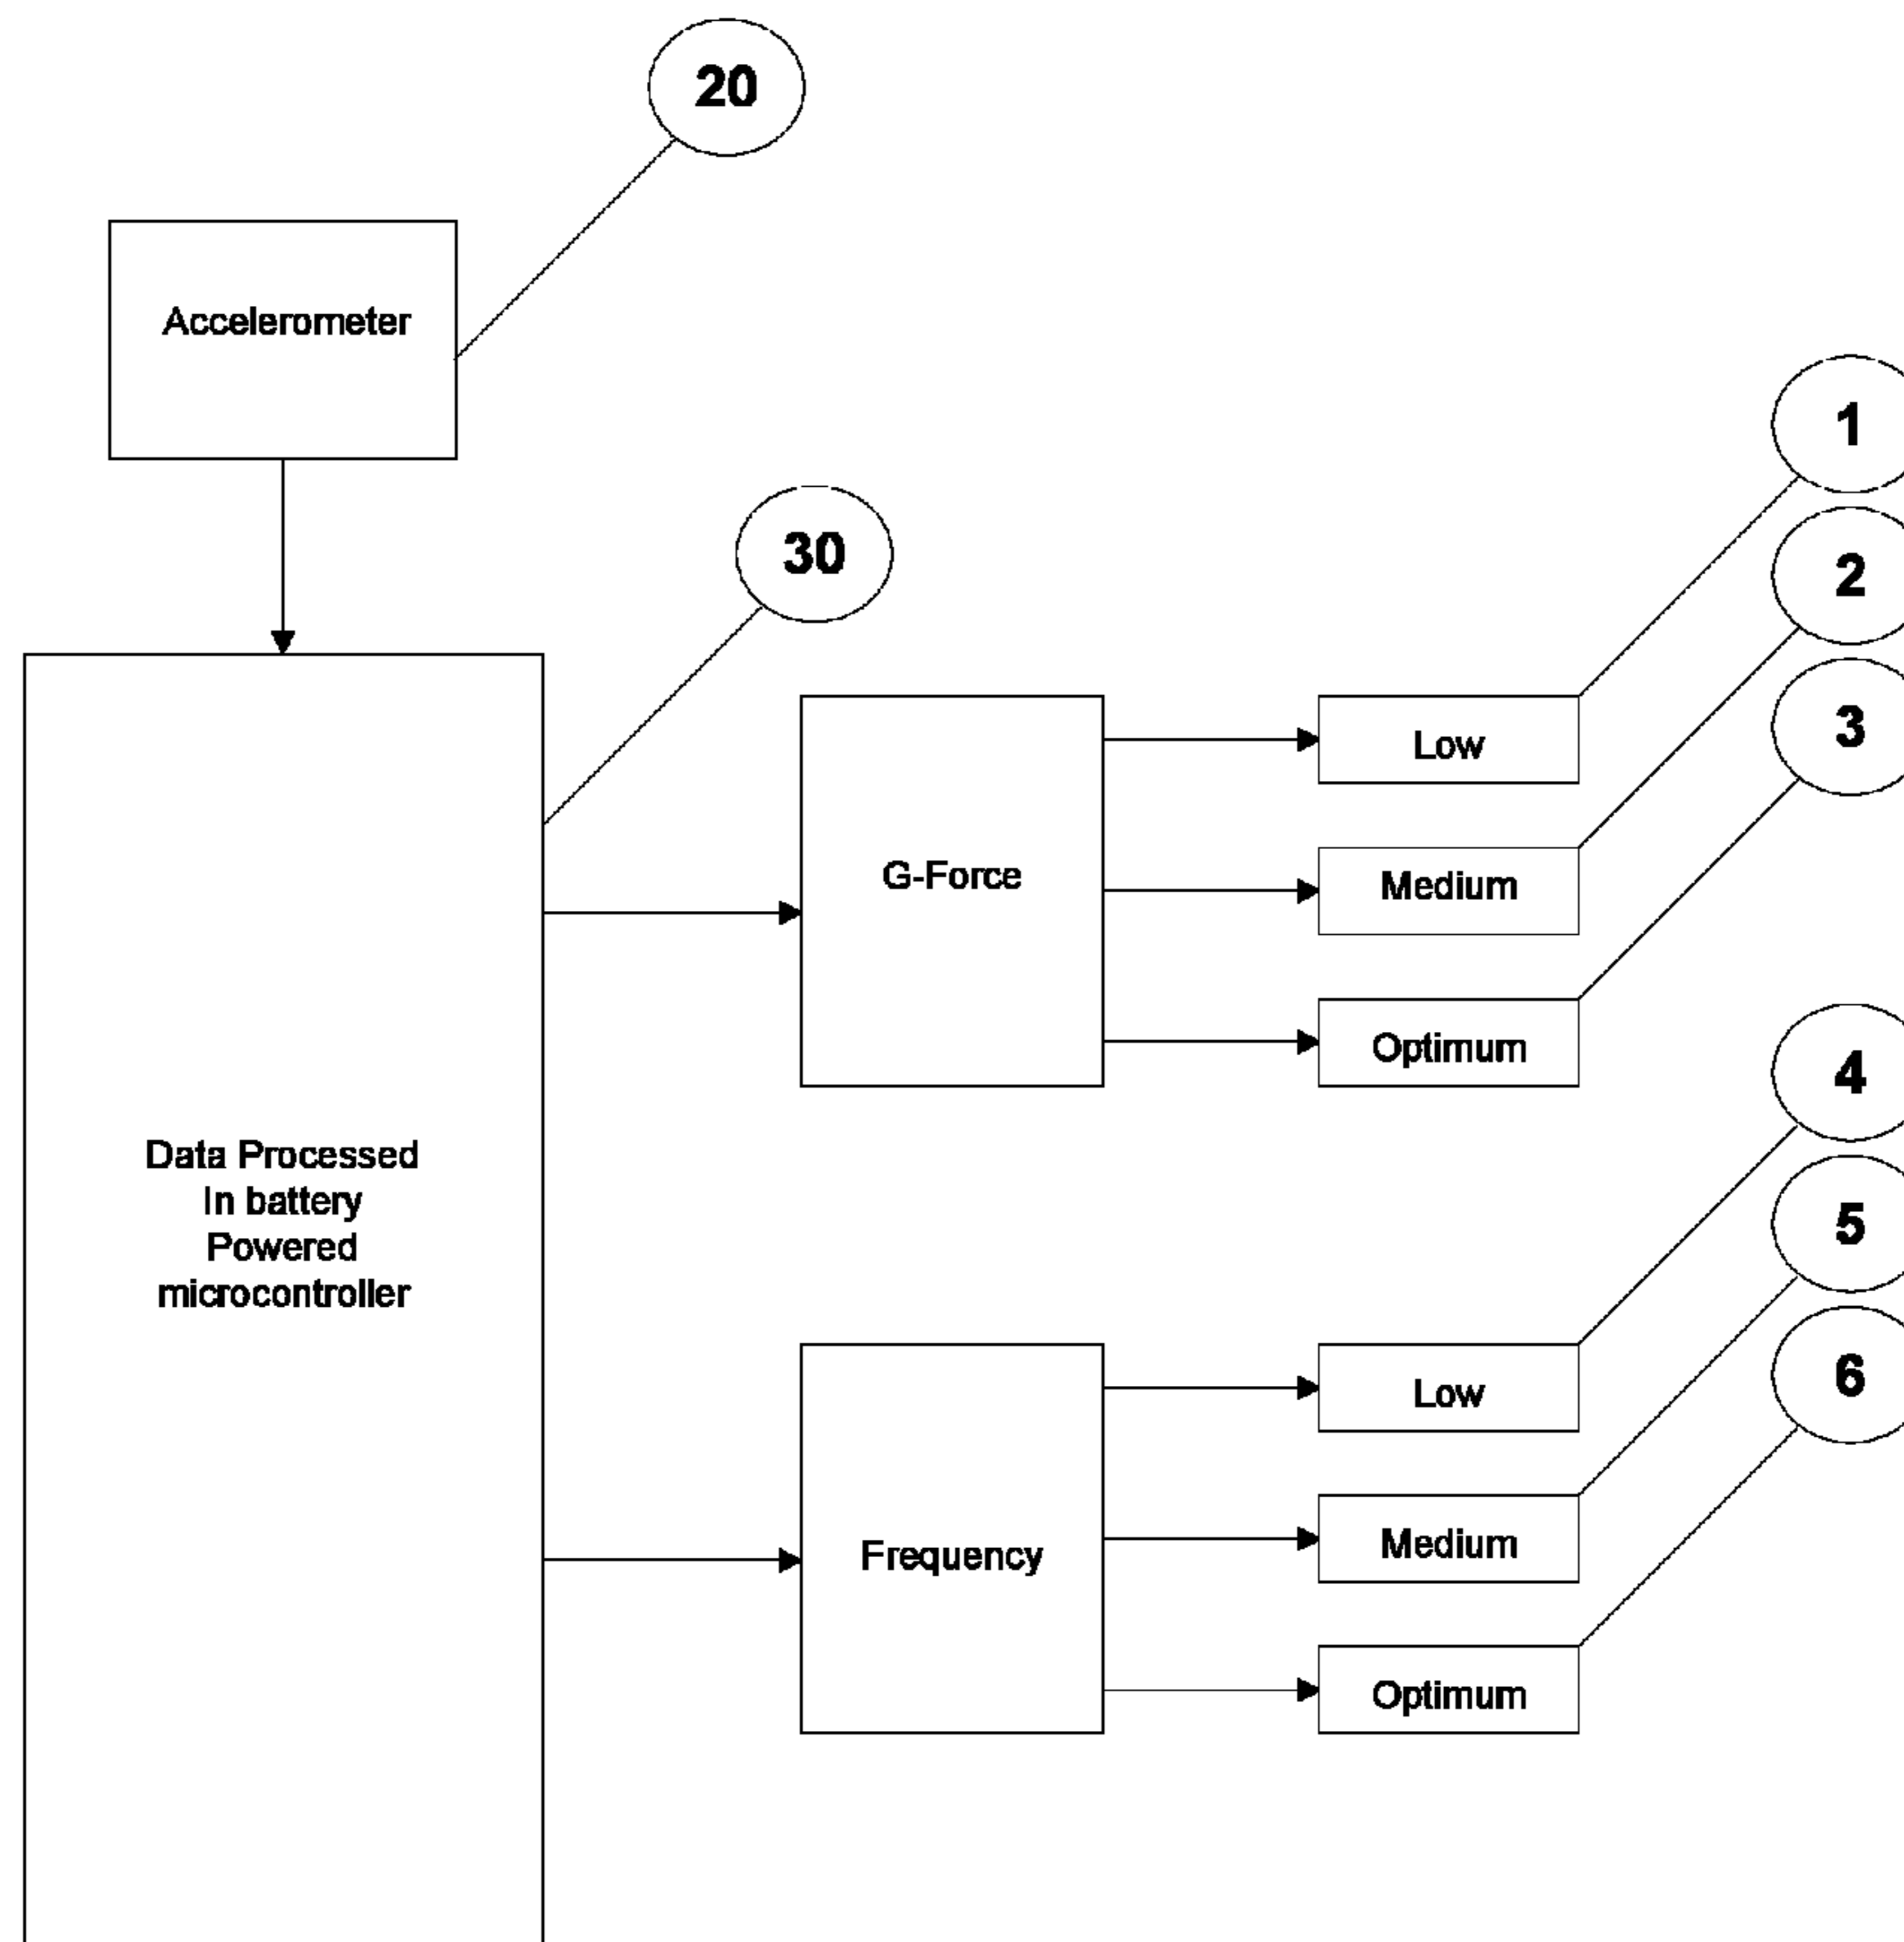 20
Accelerometer
1
30
2
3
Low
G-Force
Medium
Optimum
4
Data Processed
In battery
Powered
microcontroller
5
6
Low
Frequency
Medium
Optimum